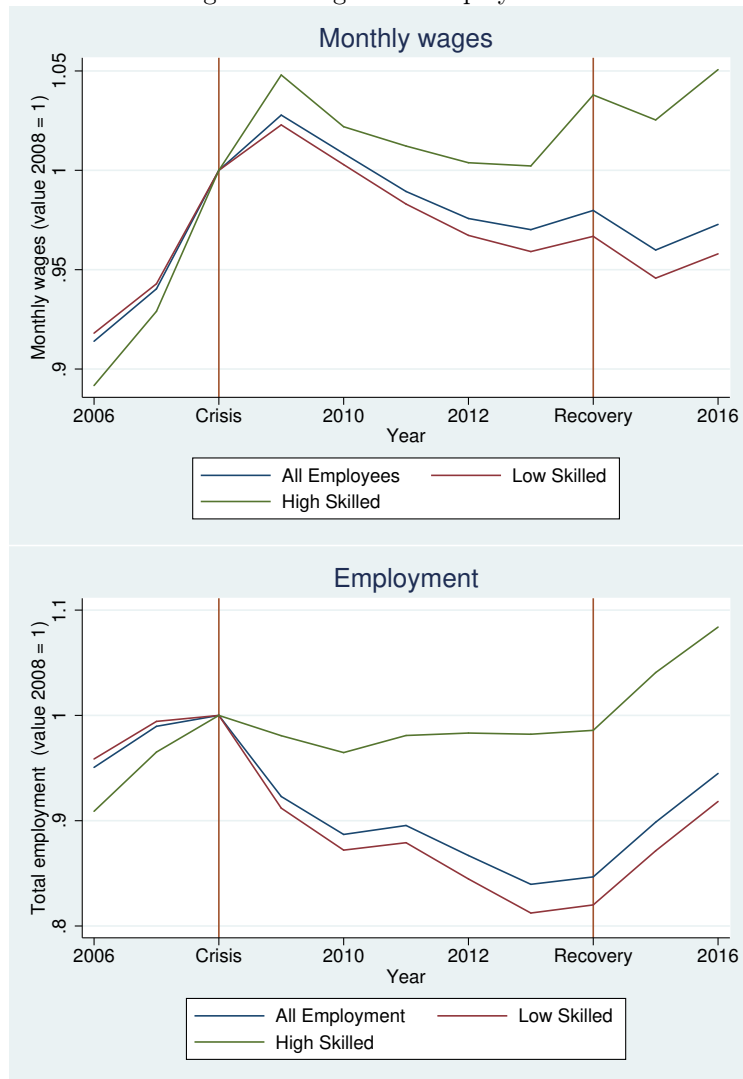 Monthly wages
Monthly wages (value 2008 = 1)
1.05
1
.95
.9
2006 Crisis 2010 2012 Recovery 2016
Year
All Employees Low Skilled
High Skilled
Employment
Total employment (value 2008 = 1)
1.1
1
.9
.8
2006 Crisis 2010 2012 Recovery 2016
Year
All Employment Low Skilled
High Skilled